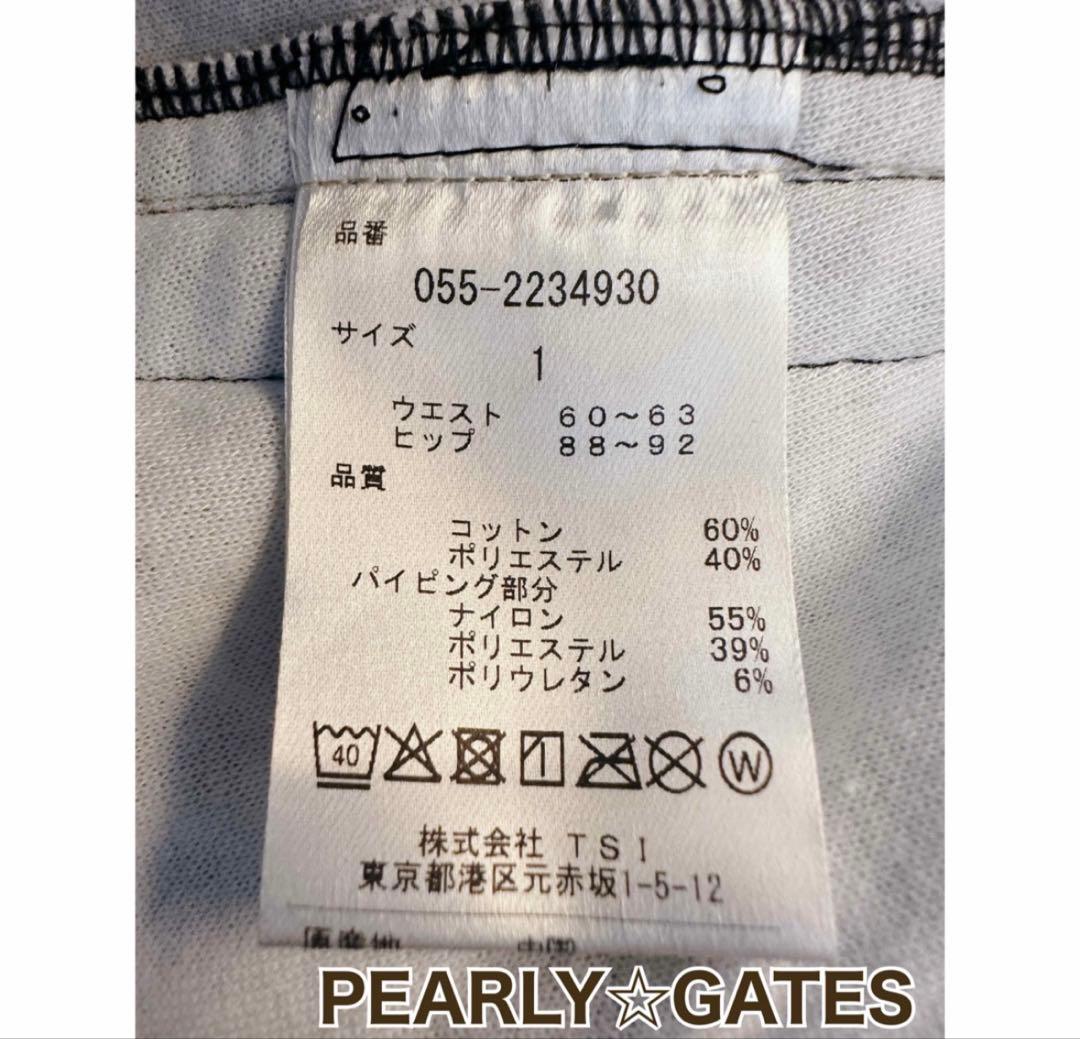 品番
055-2234930
サイズ
1
ウエスト 60～63
ヒップ 88～92
品質
コットン 60%
ポリエステル 40%
パイピング部分
ナイロン 55%
ポリエステル 39%
ポリウレタン 6%
40
W
株式会社 TSI
東京都港区元赤坂1-5-12
原産地
PEARLY☆GATES